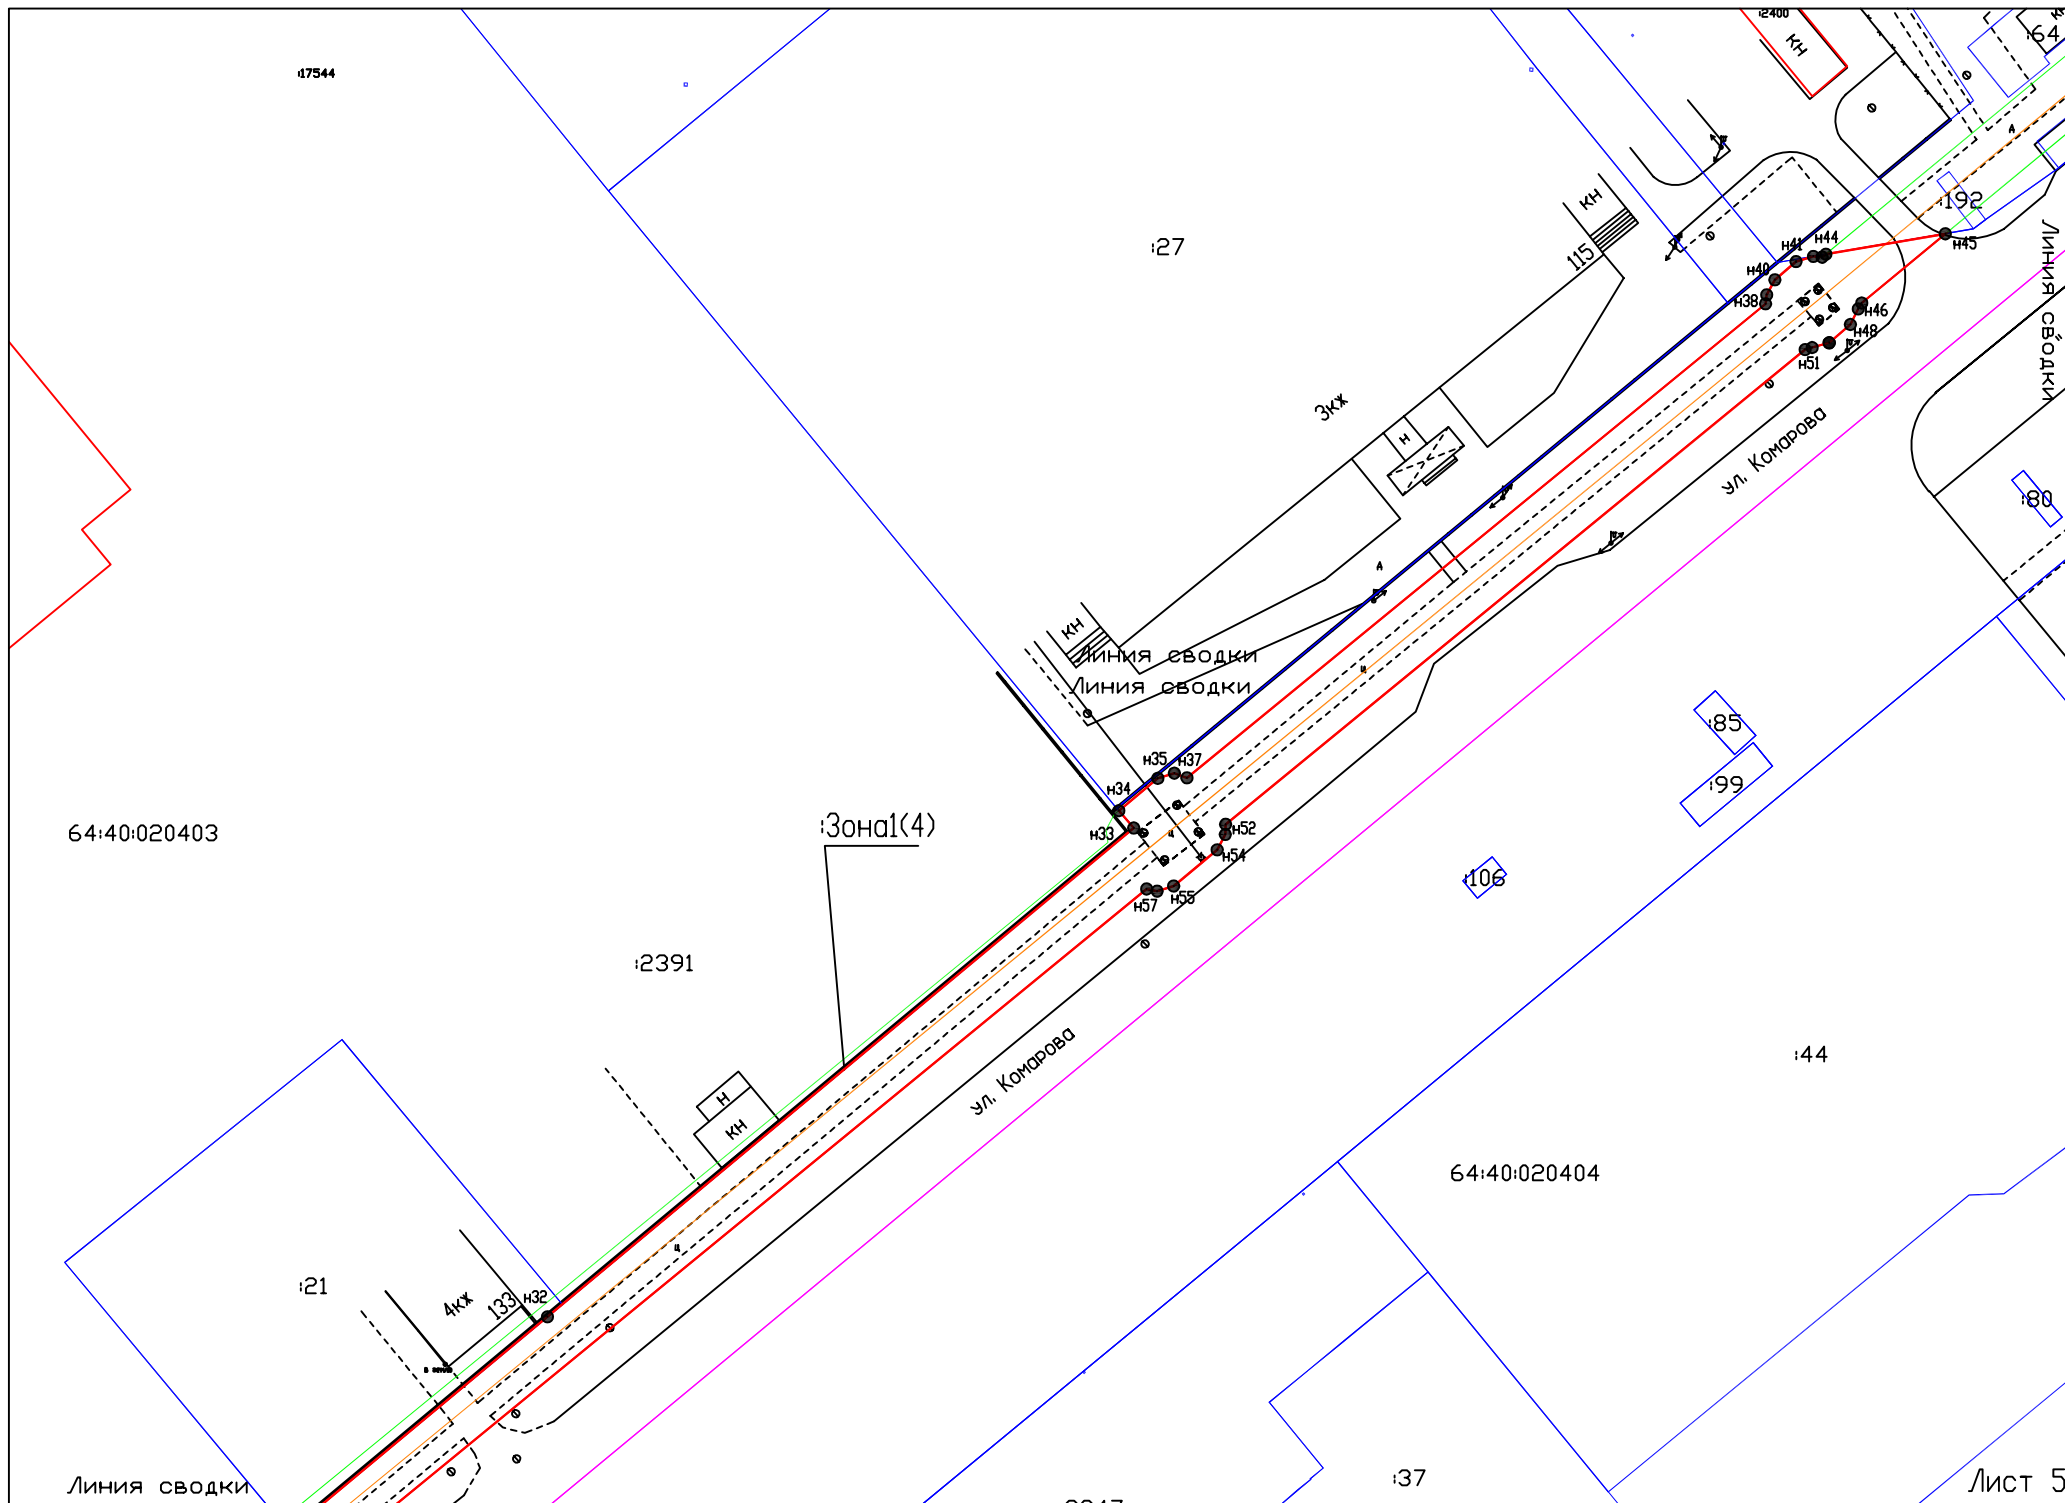 :17544
:2400
КН
:64
:192
:27
КН
115
н41
н44
н45
н40
н38
н46
н48
н51
Линия сводки
3кж
Н
ул. Комарова
:80
А
А
КН
Линия сводки
Линия сводки
:85
:99
н35
н37
н34
н33
н52
н54
н55
н57
64:40:020403
:Зона1(4)
:106
:2391
ул. Комарова
:44
Н
КН
64:40:020404
:21
4кж
133
н32
:37
Линия сводки
Лист 5